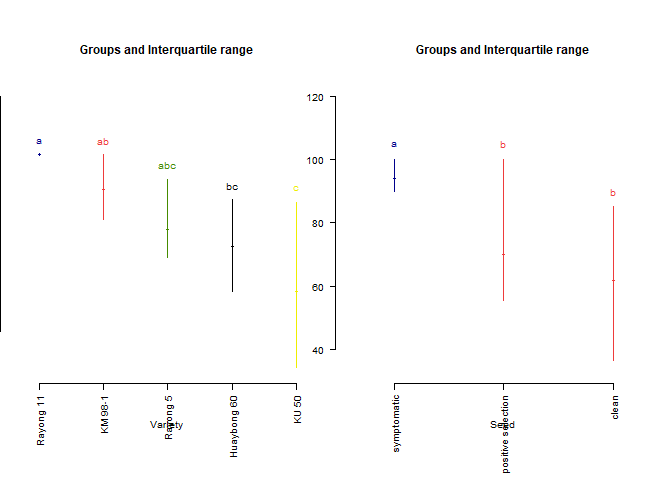 Groups and Interquartile range
a
ab
abc
bc
c
Rayong 11
KM 98-1
Rayong 5
Huaybong 60
KU 50
Variety
Groups and Interquartile range
120
100
80
60
40
a
b
b
symptomatic
positive selection
clean
Seed